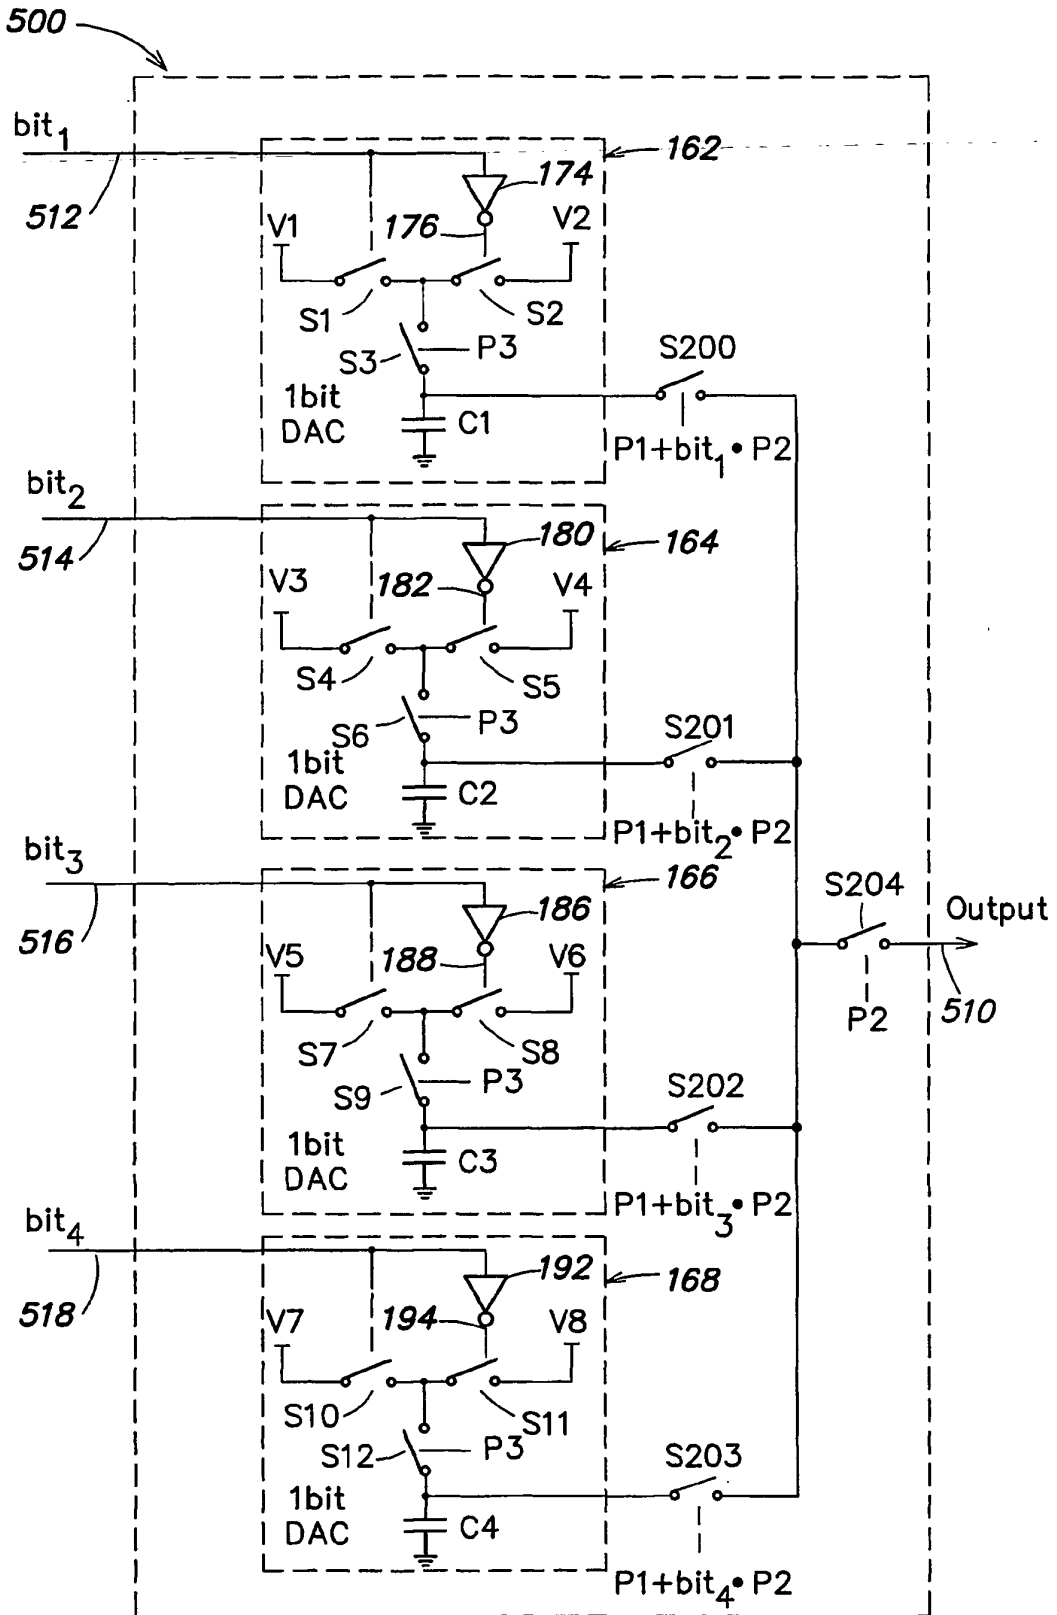 500
bit1
512
162
174
V1
176
V2
S1
S2
S3
P3
S200
1bit
DAC
C1
P1+bit1• P2
bit2
514
180
164
V3
182
V4
S4
S5
S6
P3
S201
1bit
DAC
C2
P1+bit2• P2
bit3
516
186
166
S204
Output
V5
188
V6
P2
510
S7
S8
S9
P3
S202
1bit
DAC
C3
P1+bit3• P2
bit4
518
192
168
V7
194
V8
S10
S11
S12
P3
S203
1bit
DAC
C4
P1+bit4• P2